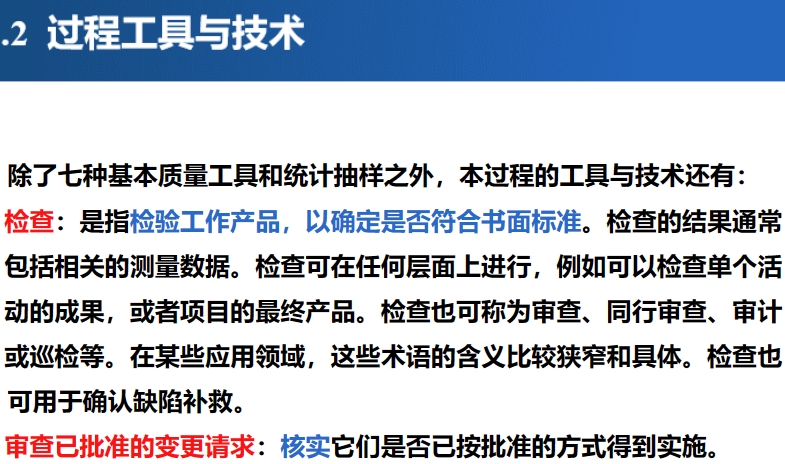 .2 过程工具与技术
除了七种基本质量工具和统计抽样之外，本过程的工具与技术还有：
检查：是指检验工作产品，以确定是否符合书面标准。检查的结果通常
包括相关的测量数据。检查可在任何层面上进行，例如可以检查单个活
动的成果，或者项目的最终产品。检查也可称为审查、同行审查、审计
或巡检等。在某些应用领域，这些术语的含义比较狭窄和具体。检查也
可用于确认缺陷补救。
审查已批准的变更请求：核实它们是否已按批准的方式得到实施。